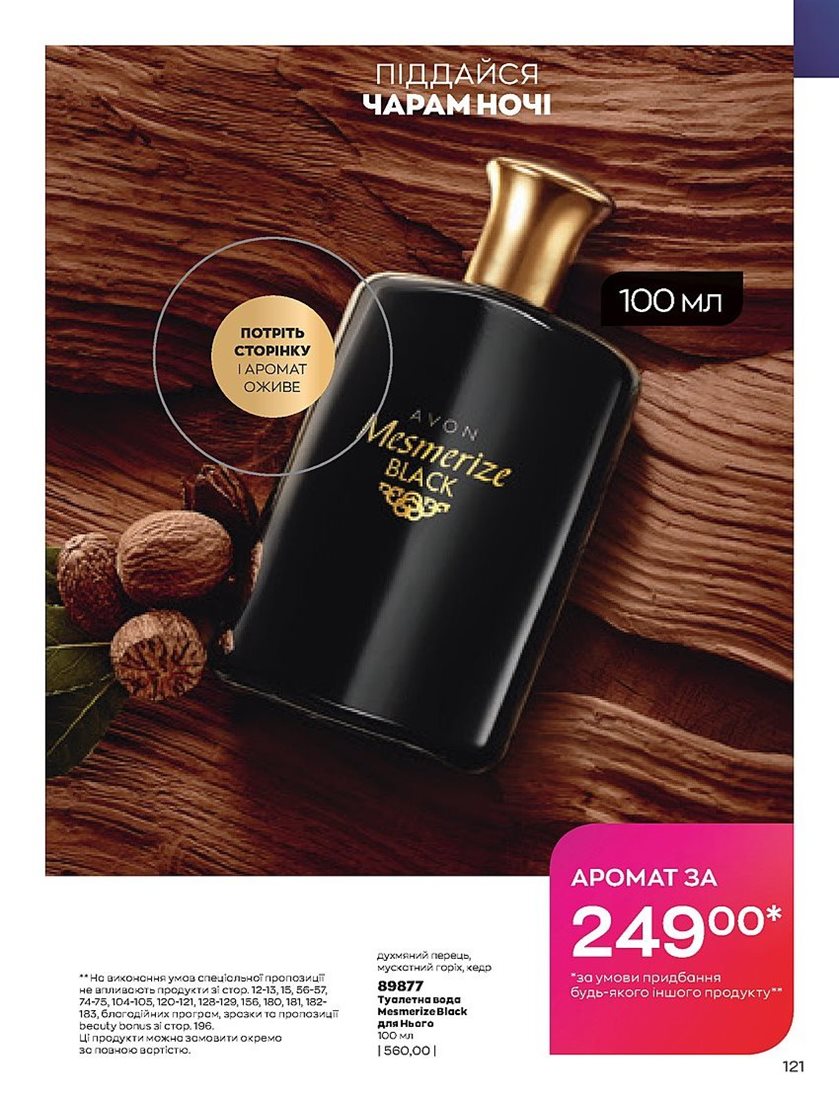 ПІДДАЙСЯ
ЧАРАМ НОЧІ
100 МЛ
ПОТРІТЬ
СТОРІНКУ
І АРОМАТ
ОЖИВЕ
AVON
Mesmerize
BLACK
АРОМАТ ЗА
249⁰⁰*
*за умови придбання
будь-якого іншого продукту**
**На виконання умов спеціальної пропозиції
не впливають продукти зі стор. 12-13, 15, 56-57,
74-75, 104-105, 120-121, 128-129, 156, 180, 181, 182-
183, благодійних програм, зразки та пропозиції
beauty bonus зі стор. 196.
Ці продукти можна замовити окремо
за повною вартістю.
духмяний перець,
мускатний горіх, кедр
89877
Туалетна вода
Mesmerize Black
для Нього
100 мл
| 560,00 |
121